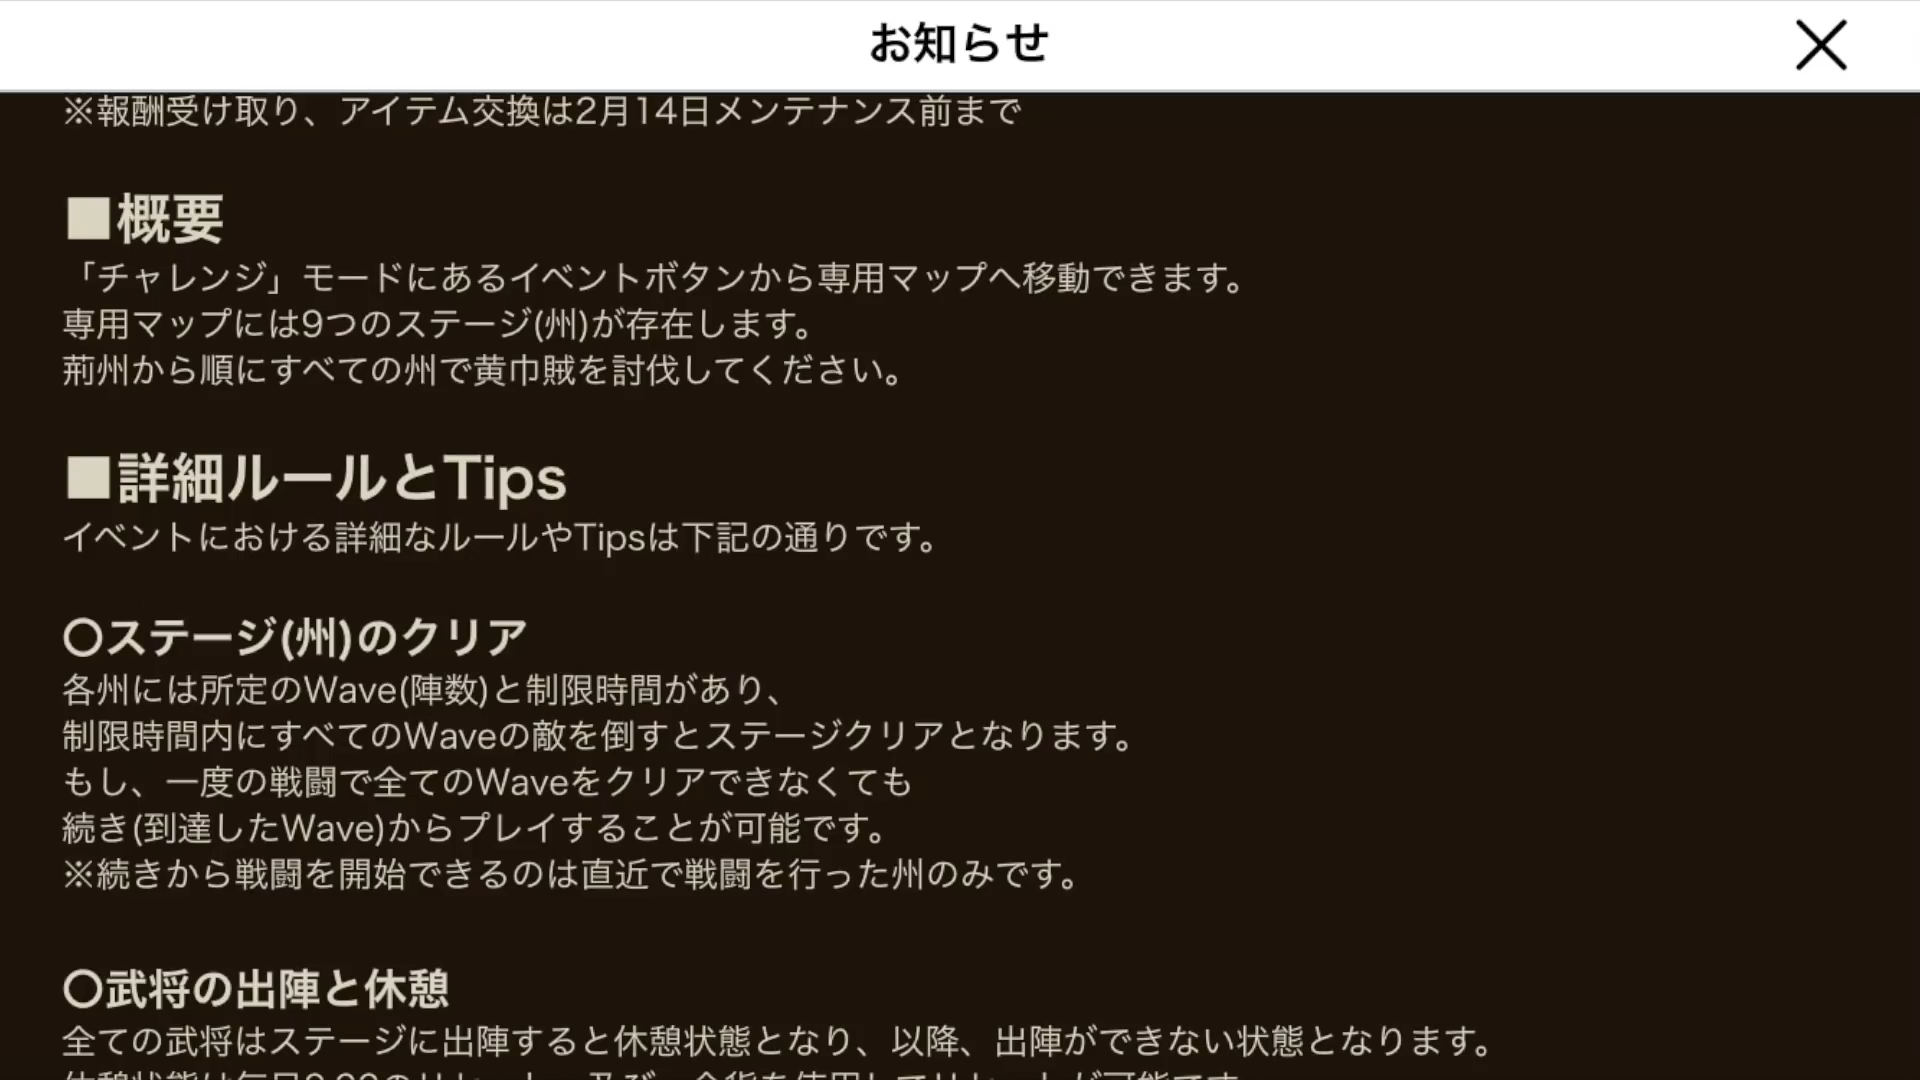 お知らせ
※報酬受け取り、アイテム交換は2月14日メンテナンス前まで
■概要
「チャレンジ」モードにあるイベントボタンから専用マップへ移動できます。
専用マップには9つのステージ(州)が存在します。
荊州から順にすべての州で黄巾賊を討伐してください。
■詳細ルールとTips
イベントにおける詳細なルールやTipsは下記の通りです。
〇ステージ(州)のクリア
各州には所定のWave(陣数)と制限時間があり、
制限時間内にすべてのWaveの敵を倒すとステージクリアとなります。
もし、一度の戦闘で全てのWaveをクリアできなくても
続き(到達したWave)からプレイすることが可能です。
※続きから戦闘を開始できるのは直近で戦闘を行った州のみです。
〇武将の出陣と休憩
全ての武将はステージに出陣すると休憩状態となり、以降、出陣ができない状態となります。